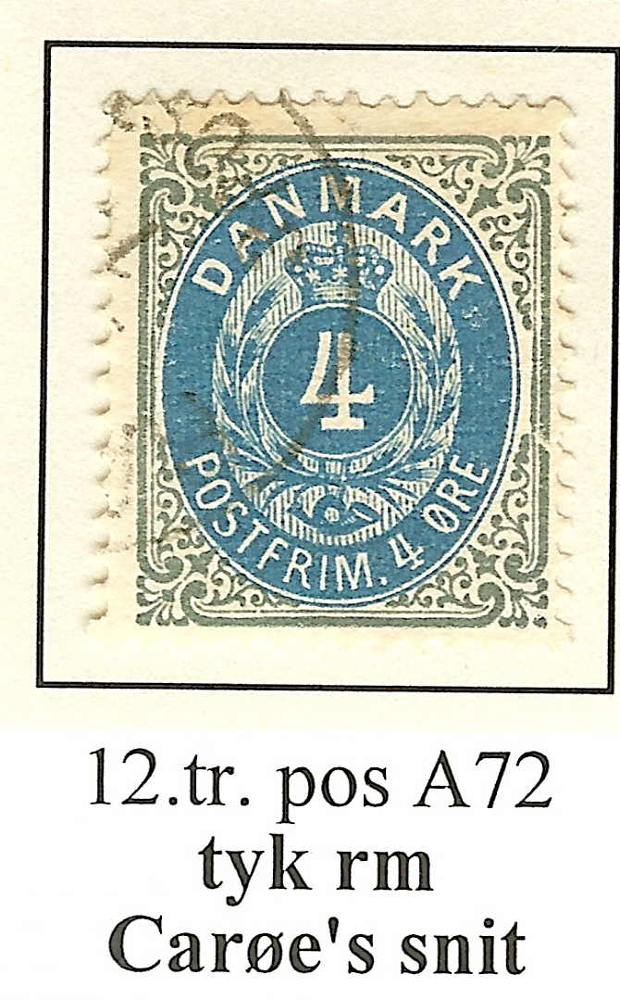 DANMARK
4
POSTFRIM. 4 ØRE
12.tr. pos A72
tyk rm
Carøe's snit